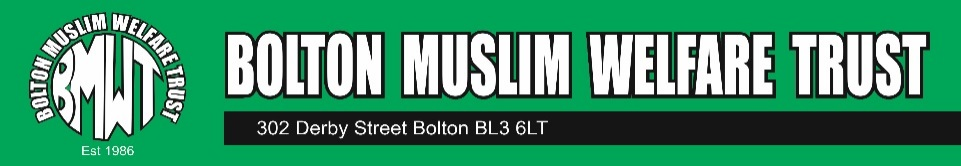 BOLTON MUSLIM WELFARE TRUST
BMWT
Est 1986
BOLTON MUSLIM WELFARE TRUST
302 Derby Street Bolton BL3 6LT